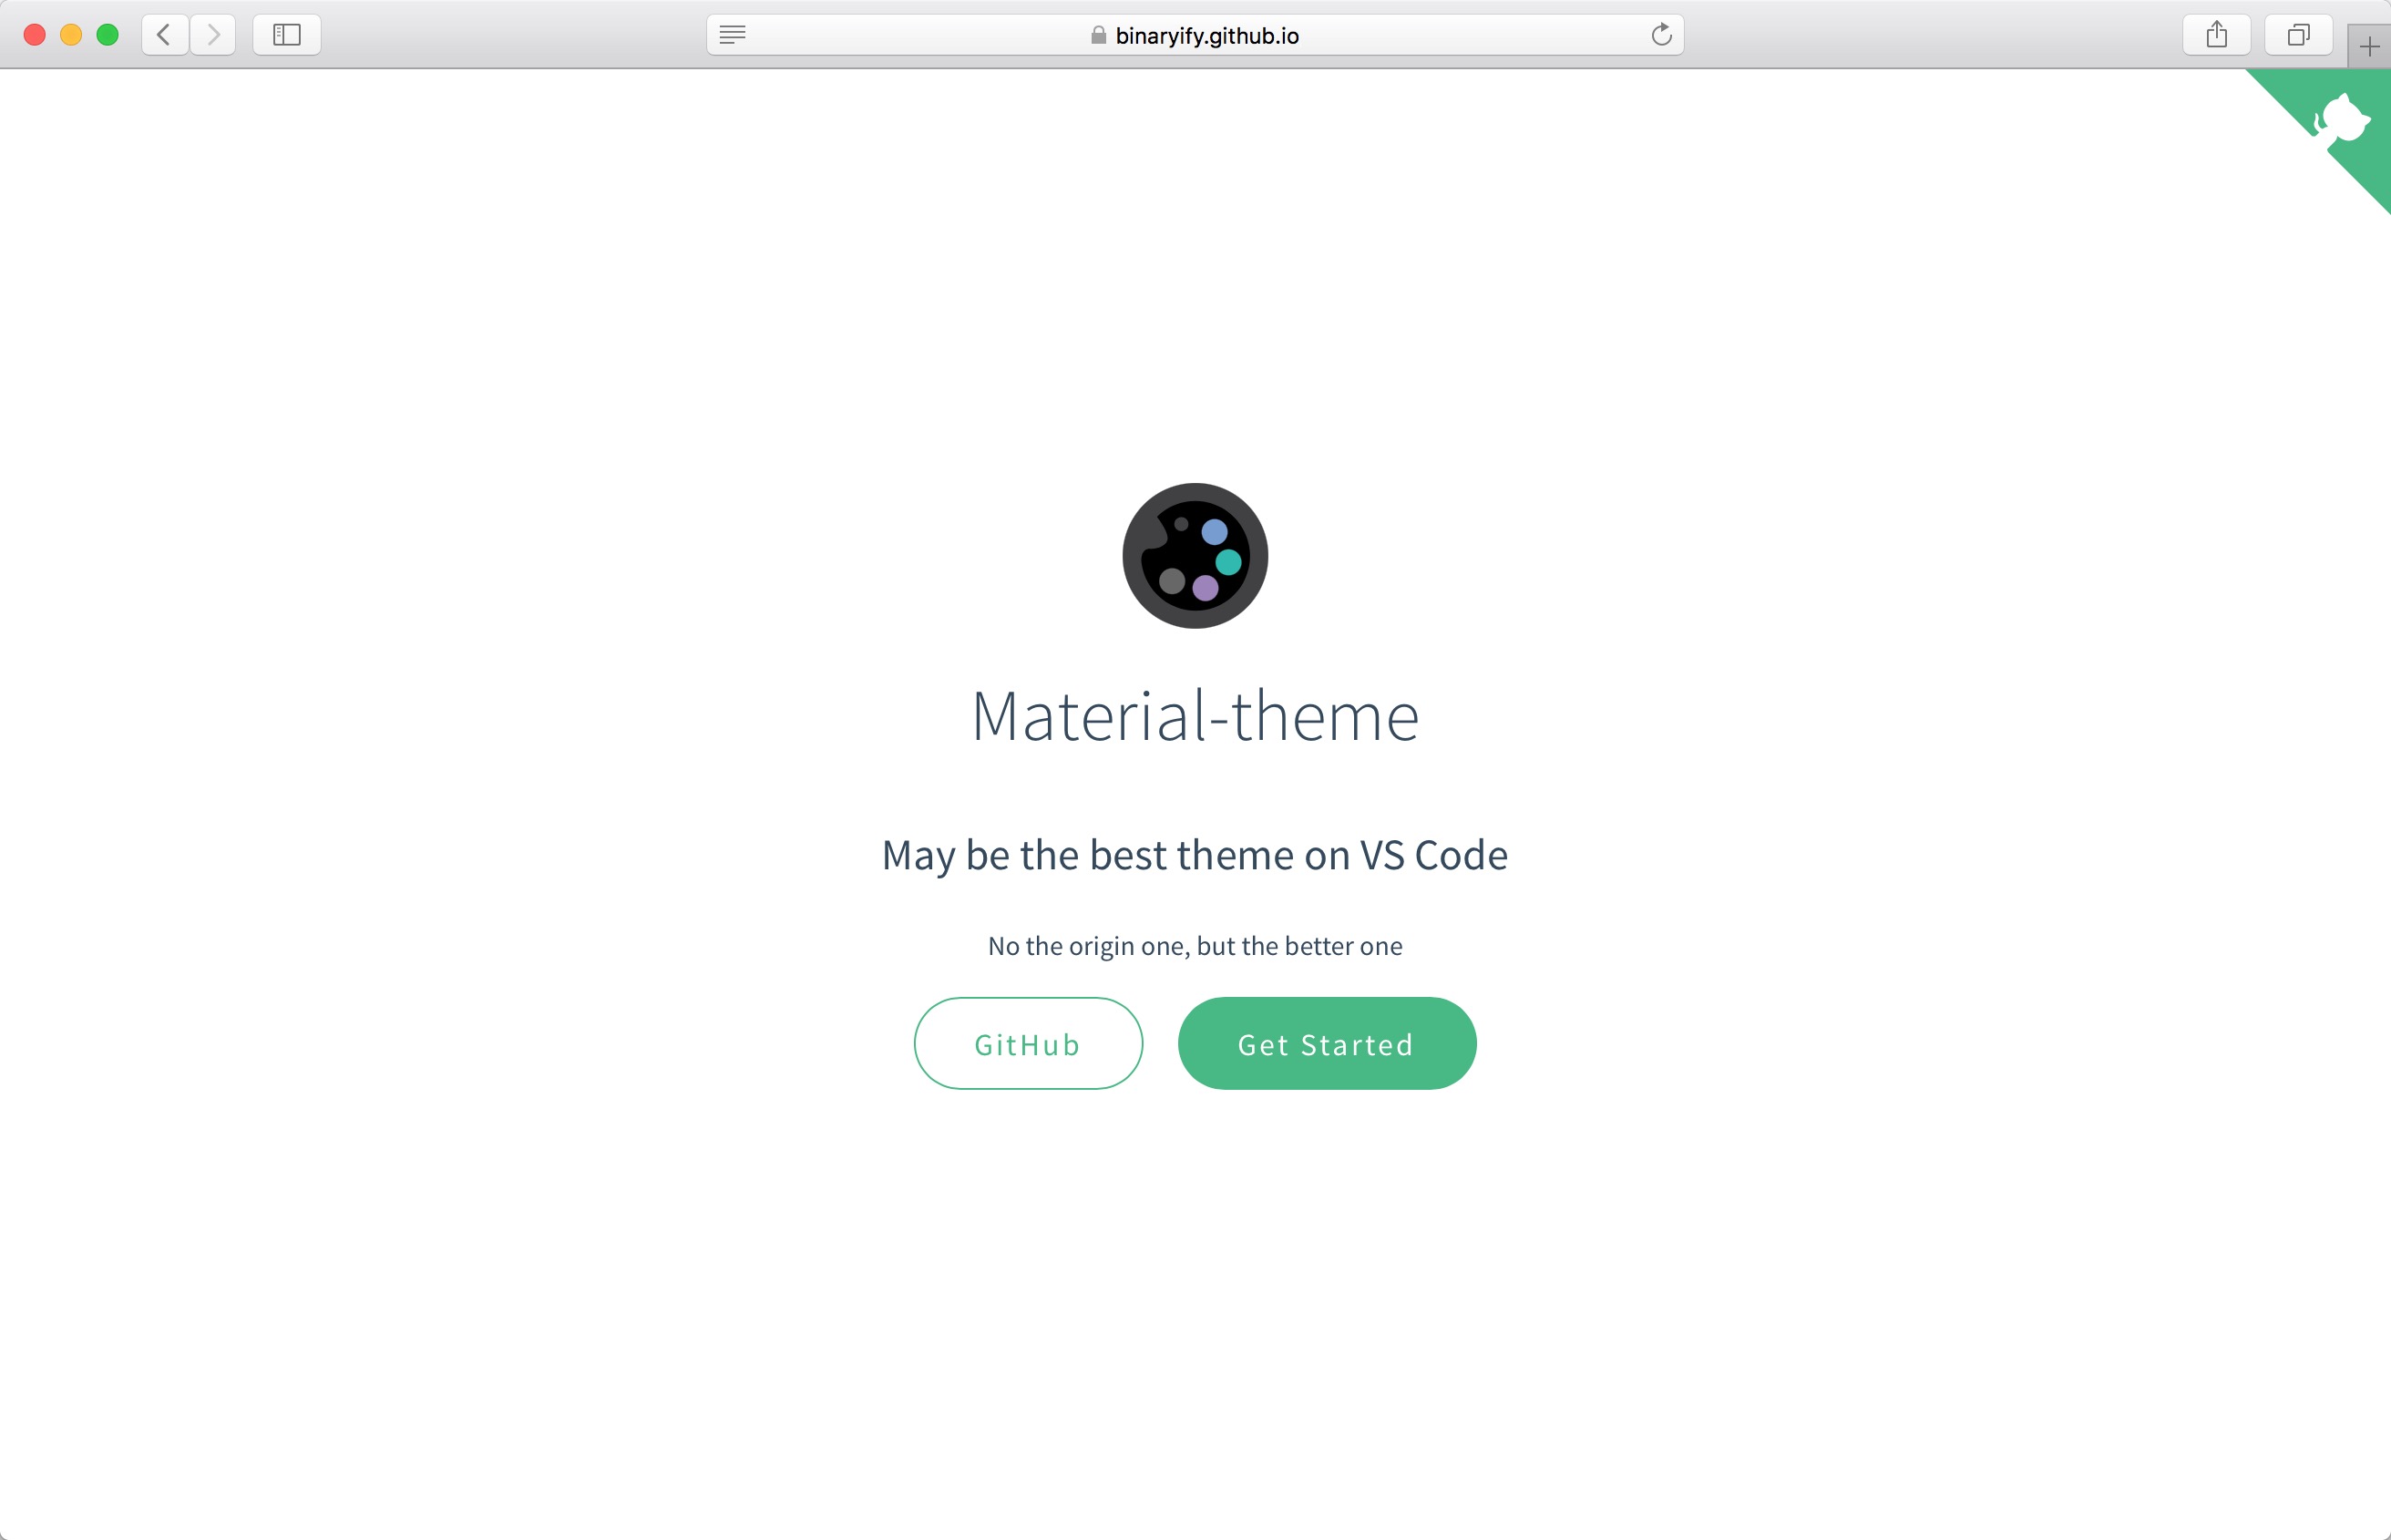 binaryify.github.io
Material-theme
May be the best theme on VS Code
No the origin one, but the better one
GitHub
Get Started